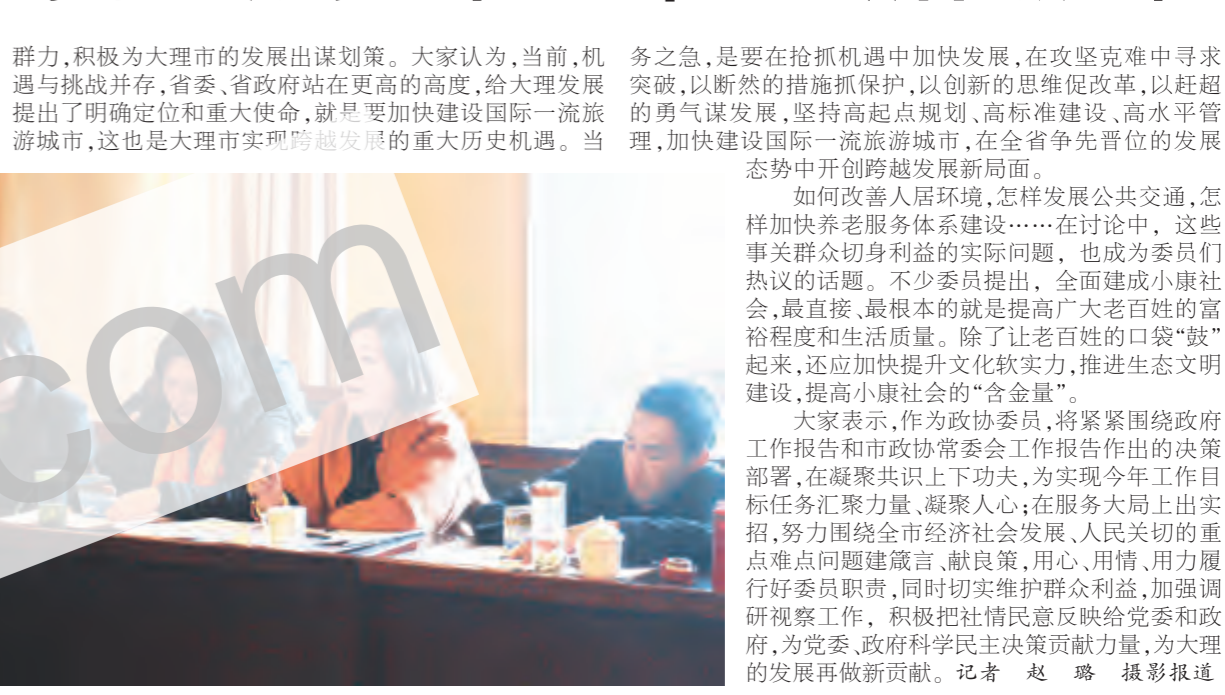 群力,积极为大理市的发展出谋划策。大家认为,当前,机
遇与挑战并存,省委、省政府站在更高的高度,给大理发展
提出了明确定位和重大使命,就是要加快建设国际一流旅
游城市,这也是大理市实现跨越发展的重大历史机遇。当
务之急,是要在抢抓机遇中加快发展,在攻坚克难中寻求
突破,以断然的措施抓保护,以创新的思维促改革,以赶超
的勇气谋发展,坚持高起点规划、高标准建设、高水平管
理,加快建设国际一流旅游城市,在全省争先晋位的发展
态势中开创跨越发展新局面。
如何改善人居环境,怎样发展公共交通,怎
样加快养老服务体系建设……在讨论中，这些
事关群众切身利益的实际问题，也成为委员们
热议的话题。不少委员提出，全面建成小康社
会,最直接、最根本的就是提高广大老百姓的富
裕程度和生活质量。除了让老百姓的口袋“鼓”
起来,还应加快提升文化软实力,推进生态文明
建设,提高小康社会的“含金量”。
大家表示,作为政协委员,将紧紧围绕政府
工作报告和市政协常委会工作报告作出的决策
部署,在凝聚共识上下功夫,为实现今年工作目
标任务汇聚力量、凝聚人心;在服务大局上出实
招,努力围绕全市经济社会发展、人民关切的重
点难点问题建箴言、献良策,用心、用情、用力履
行好委员职责,同时切实维护群众利益,加强调
研视察工作，积极把社情民意反映给党委和政
府,为党委、政府科学民主决策贡献力量,为大理
的发展再做新贡献。记者 赵 璐 摄影报道
com